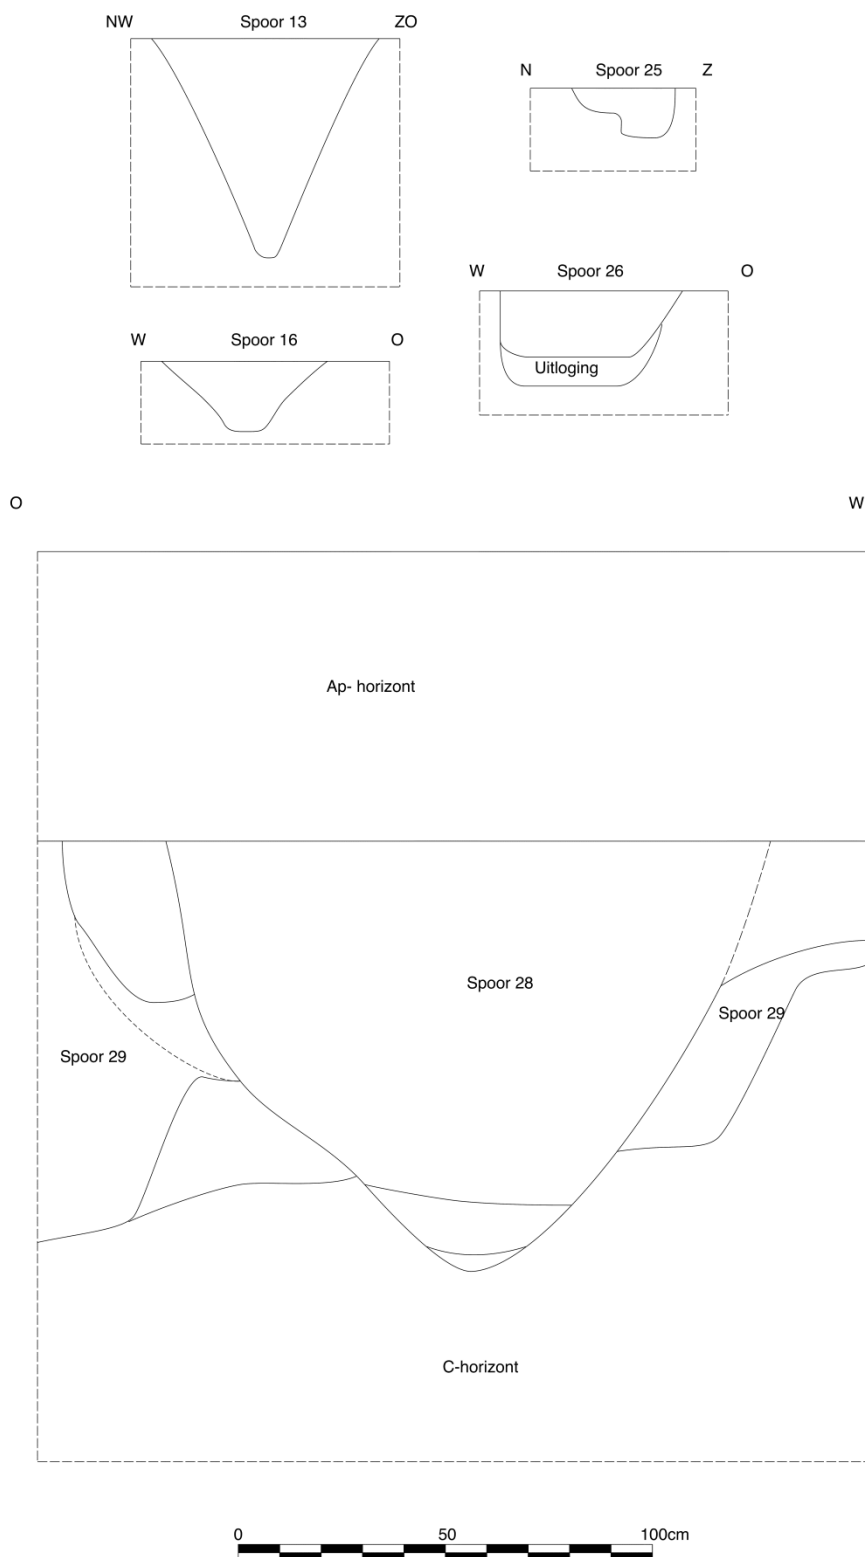 NW Spoor 13 ZO
N Spoor 25 Z
W Spoor 26 O
W Spoor 16 O
Uitloging
O W
Ap- horizont
Spoor 28
Spoor 29
Spoor 29
C-horizont
0 50 100cm